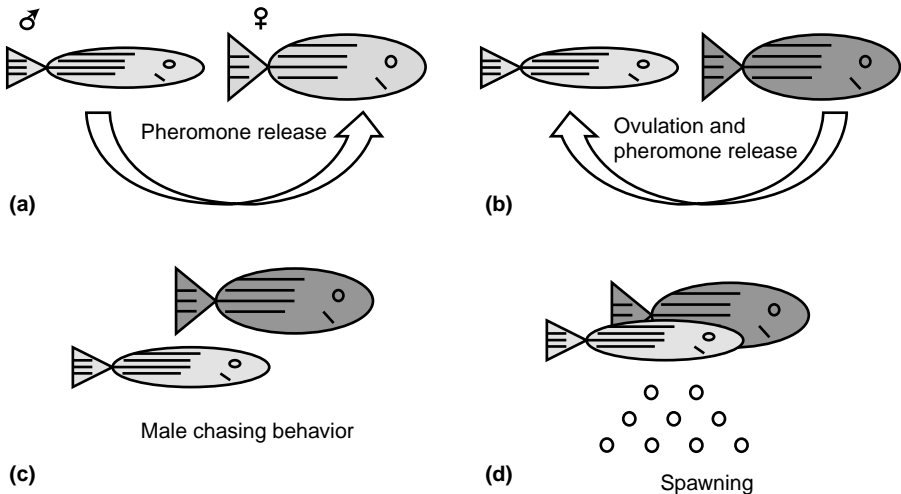 ♂ ♀
Pheromone release
(a)
Ovulation and
pheromone release
(b)
Male chasing behavior
(c)
Spawning
(d)